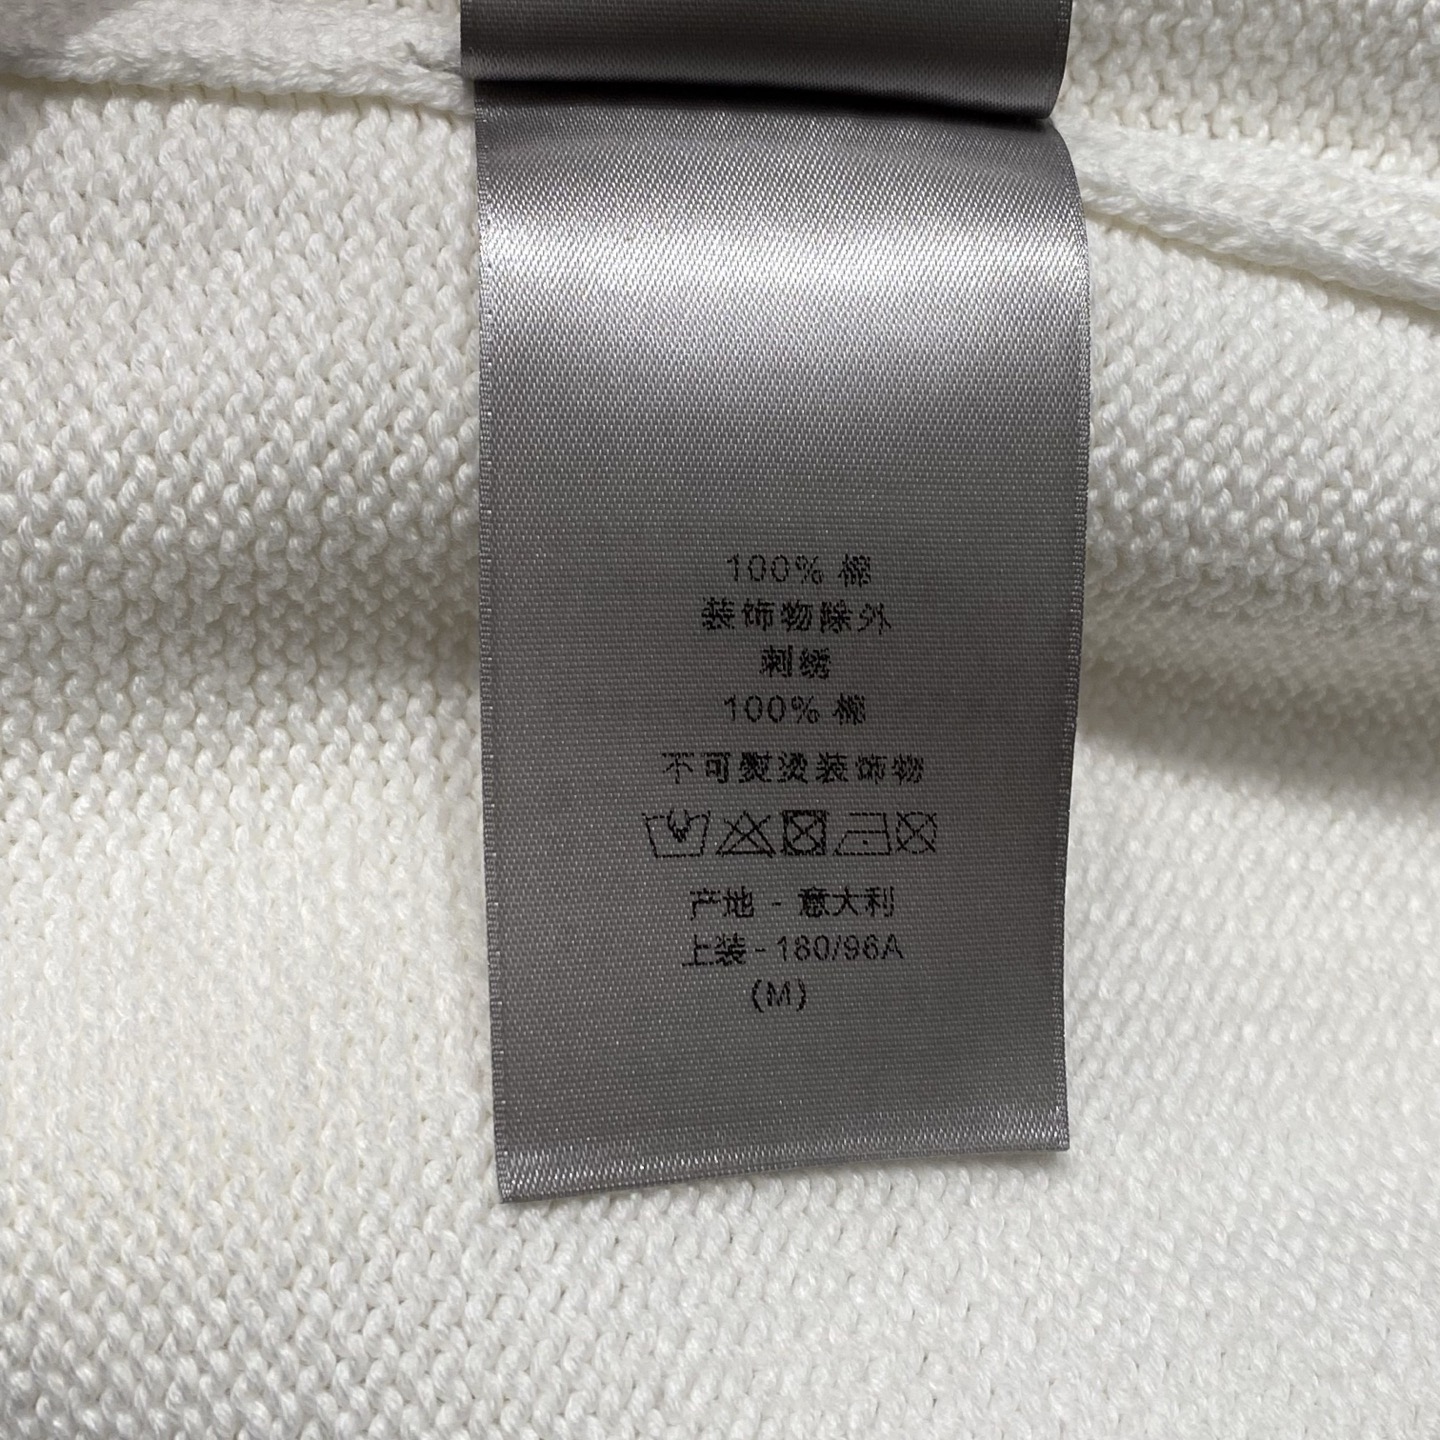 100% 棉
装饰物除外
刺绣
100% 棉
不可熨烫装饰物
产地 - 意大利
上装 - 180/96A
(M)